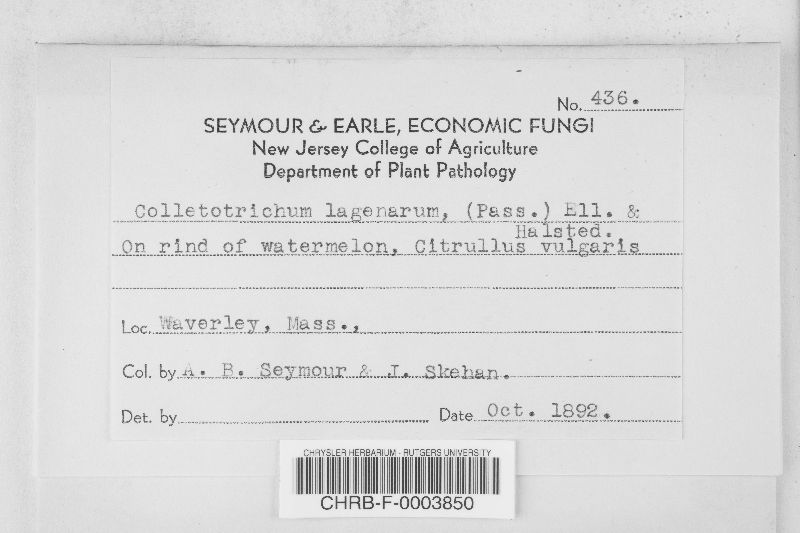 No. 436.
SEYMOUR & EARLE, ECONOMIC FUNGI
New Jersey College of Agriculture
Department of Plant Pathology
Colletotrichum lagenarum, (Pass.) Ell. &
Halsted.
On rind of watermelon, Citrullus vulgaris
Loc. Waverley, Mass.,
Col. by A. B. Seymour & J. Skehan.
Det. by
Date Oct. 1892.
CHRYSLER HERBARIUM - RUTGERS UNIVERSITY
CHRB-F-0003850